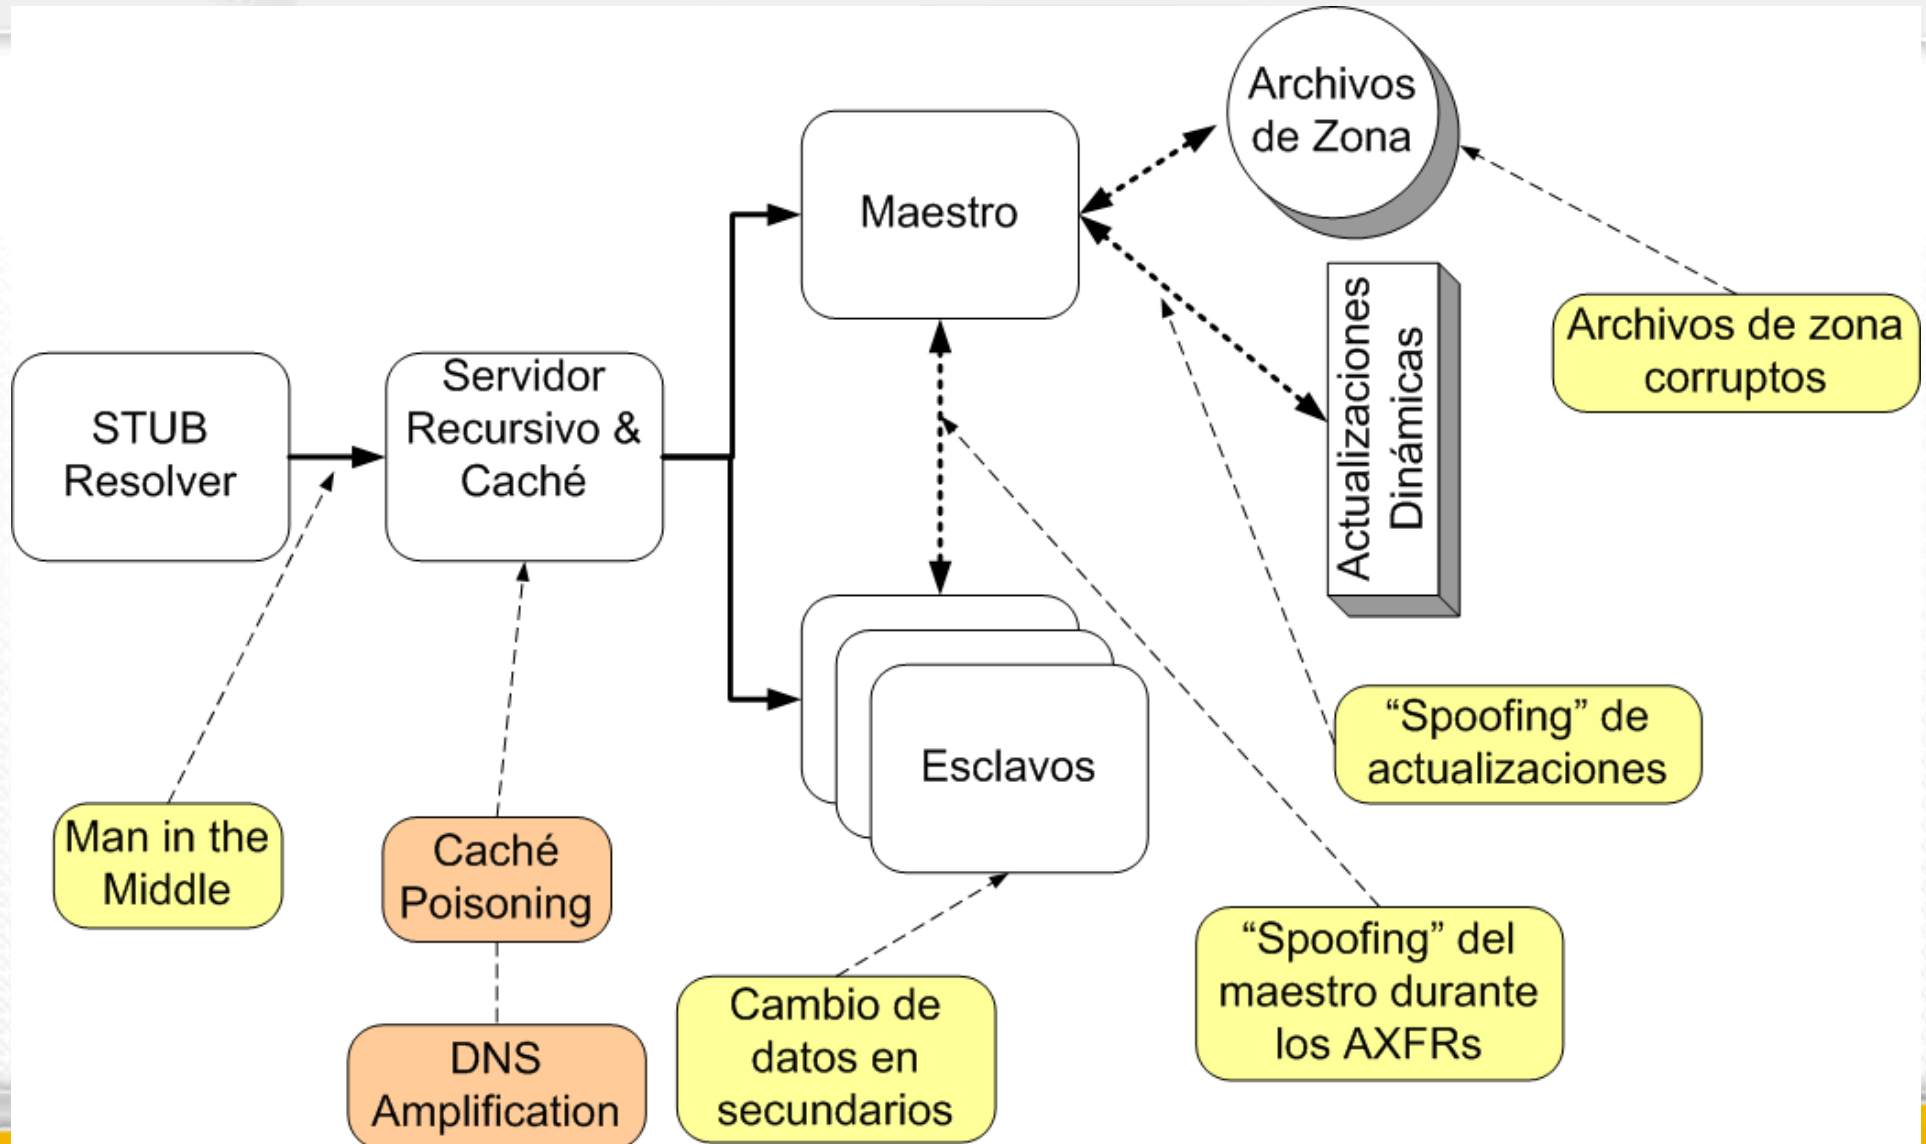 Archivos
de Zona
Maestro
Actualizaciones
Dinámicas
Archivos de zona
corruptos
STUB
Resolver
Servidor
Recursivo &
Caché
Esclavos
“Spoofing” de
actualizaciones
Man in the
Middle
Caché
Poisoning
DNS
Amplification
Cambio de
datos en
secundarios
“Spoofing” del
maestro durante
los AXFRs